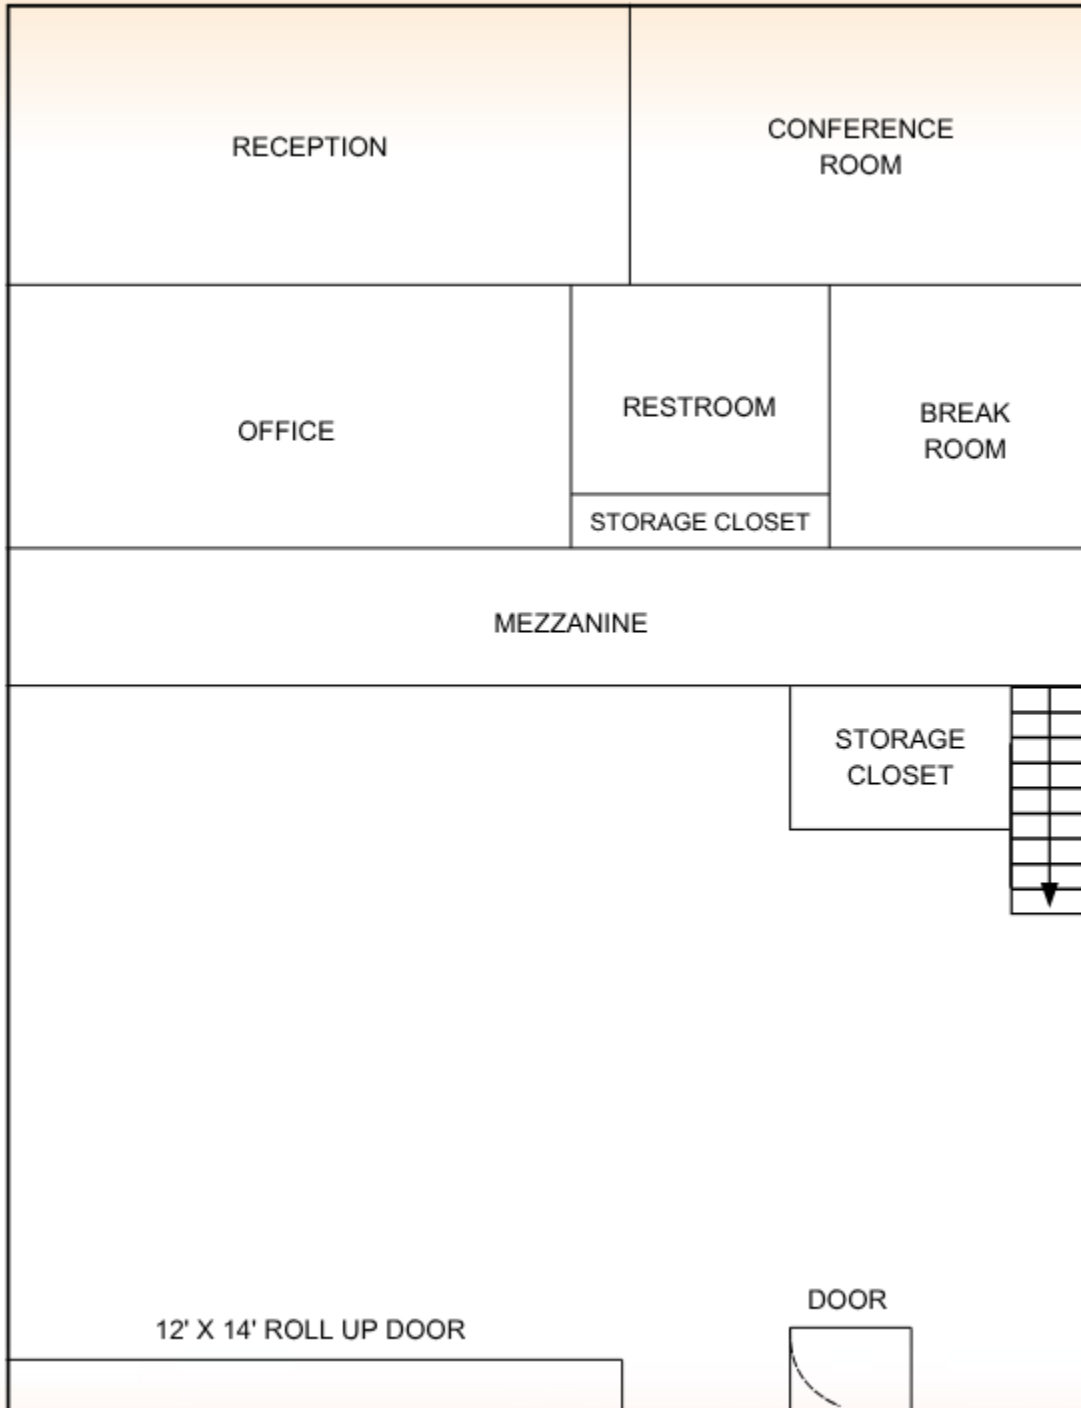 RECEPTION
CONFERENCE
ROOM
OFFICE
RESTROOM
BREAK
ROOM
STORAGE CLOSET
MEZZANINE
STORAGE
CLOSET
DOOR
12' X 14' ROLL UP DOOR